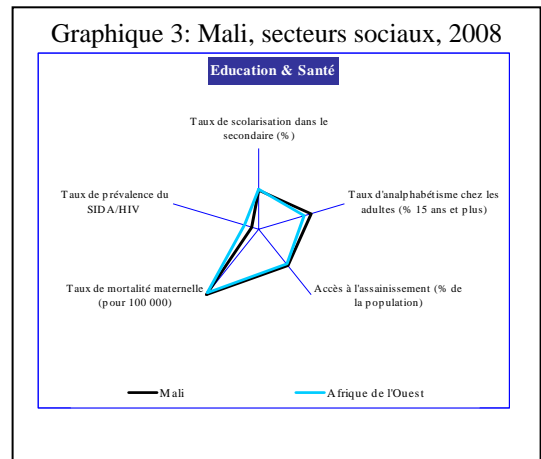 Graphique 3: Mali, secteurs sociaux, 2008
Education & Santé
Taux de scolarisation dans le
secondaire (%)
Taux de prévalence du
SIDA/HIV
Taux d'analphabétisme chez les
adultes (% 15 ans et plus)
Taux de mortalité maternelle
(pour 100 000)
Accès à l'assainissement (% de
la population)
Mali
Afrique de l'Ouest